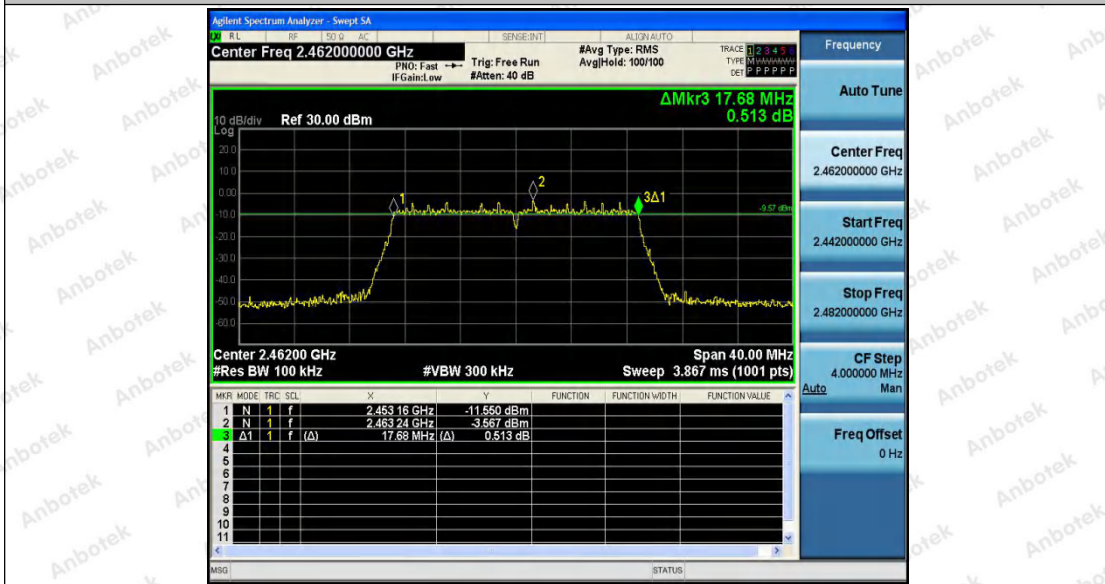 Agilent Spectrum Analyzer - Swept SA
LXI RL RF 50 Ω AC SENSE:INT ALIGN AUTO
Center Freq 2.462000000 GHz
PNO: Fast
IFGain:Low
Trig: Free Run
#Atten: 40 dB
#Avg Type: RMS
Avg|Hold: 100/100
TRACE 1 2 3 4 5 6
TYPE M
DET P P P P P P
ΔMkr3 17.68 MHz
0.513 dB
10 dB/div Ref 30.00 dBm
Log
20.0
10.0
0.00
-10.0
-20.0
-30.0
-40.0
-50.0
-60.0
1
2
3Δ1
-9.57 dBm
Center 2.46200 GHz Span 40.00 MHz
#Res BW 100 kHz #VBW 300 kHz Sweep 3.867 ms (1001 pts)
MKR MODE TRC SCL X Y FUNCTION FUNCTION WIDTH FUNCTION VALUE
1 N 1 f 2.453 16 GHz -11.550 dBm
2 N 1 f 2.463 24 GHz -3.567 dBm
3 Δ1 1 f (Δ) 17.68 MHz (Δ) 0.513 dB
4
5
6
7
8
9
10
11
MSG STATUS
Frequency
Auto Tune
Center Freq
2.462000000 GHz
Start Freq
2.442000000 GHz
Stop Freq
2.482000000 GHz
CF Step
4.000000 MHz
Auto Man
Freq Offset
0 Hz
Anbotek